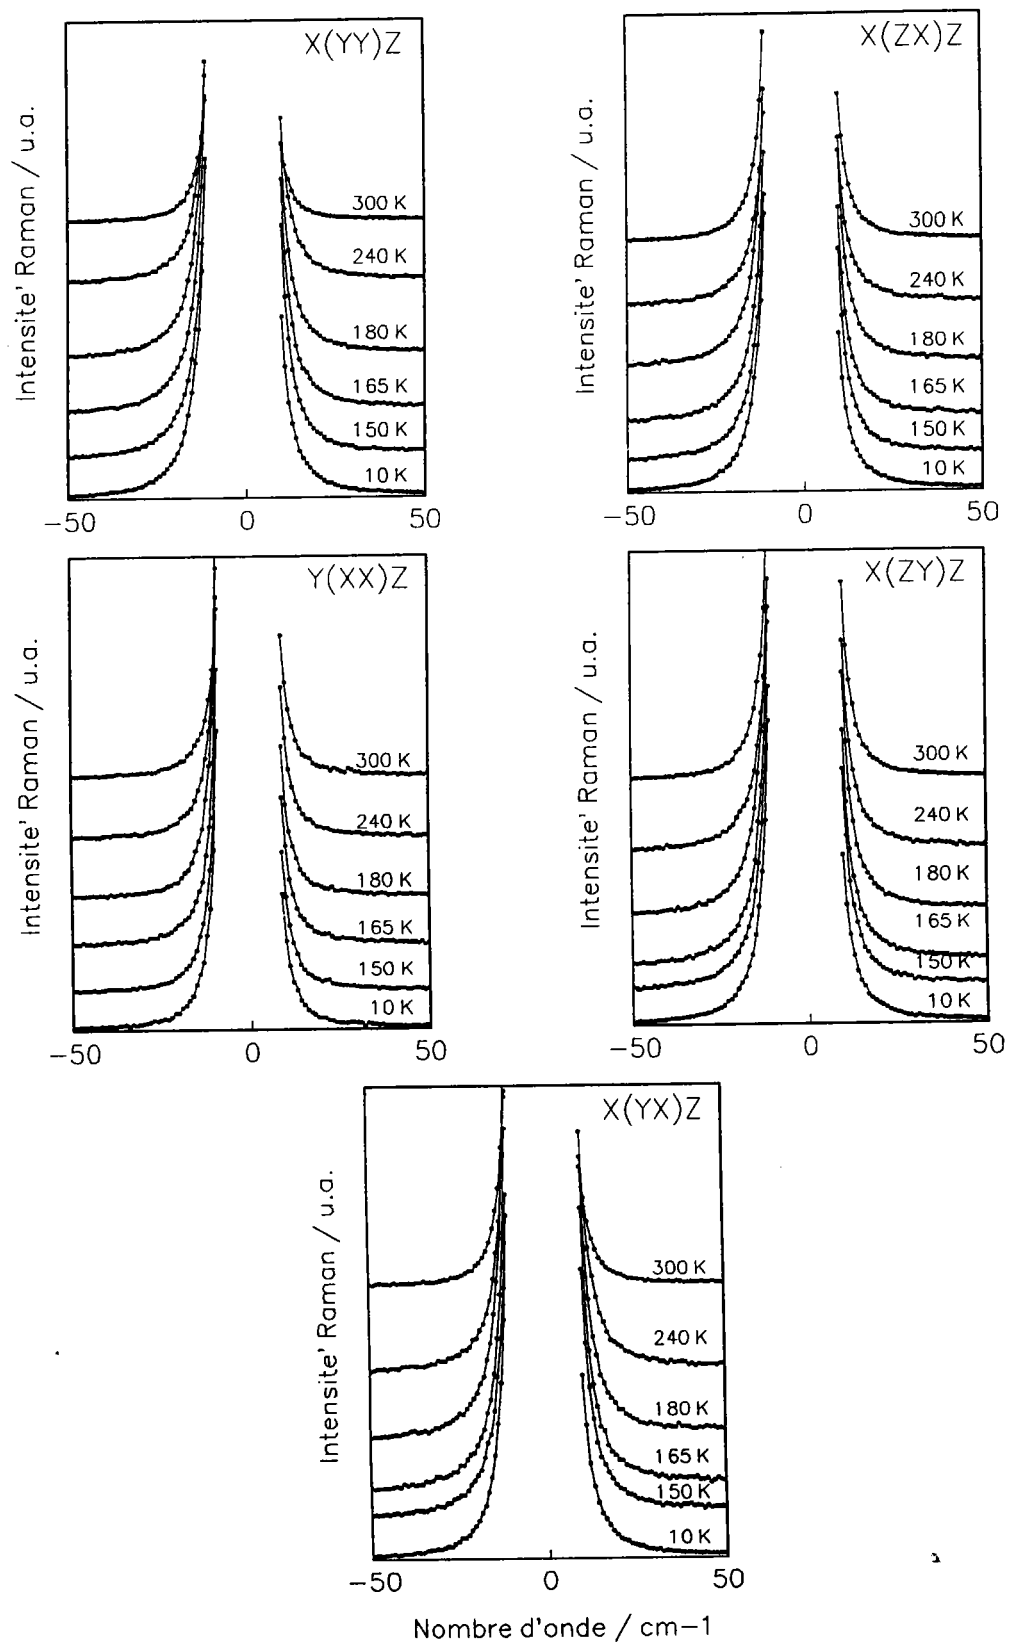 X(YY)Z
Intensite' Raman / u.a.
300 K
240 K
180 K
165 K
150 K
10 K
−50 0 50
X(ZX)Z
Intensite' Raman / u.a.
300 K
240 K
180 K
165 K
150 K
10 K
−50 0 50
Y(XX)Z
Intensite' Raman / u.a.
300 K
240 K
180 K
165 K
150 K
10 K
−50 0 50
X(ZY)Z
Intensite' Raman / u.a.
300 K
240 K
180 K
165 K
150 K
10 K
−50 0 50
X(YX)Z
Intensite' Raman / u.a.
300 K
240 K
180 K
165 K
150 K
10 K
−50 0 50
Nombre d'onde / cm−1